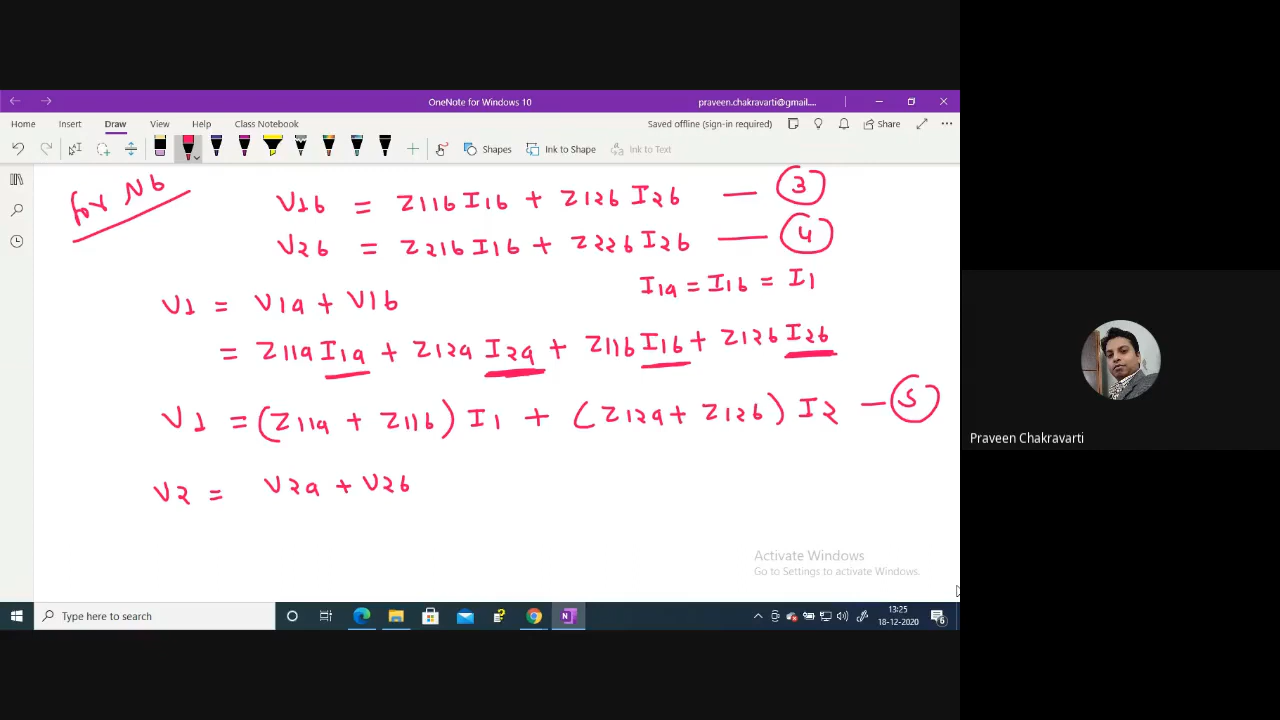 OneNote for Windows 10
praveen.chakravarti@gmail....
Home Insert Draw View Help Class Notebook
Saved offline (sign-in required)
Share
Shapes
Ink to Shape
Ink to Text
for Nb
V1b = Z11b I1b + Z12b I2b — 3
V2b = Z21b I1b + Z22b I2b — 4
I1a = I1b = I1
V1 = V1a + V1b
= Z11a I1a + Z12a I2a + Z11b I1b + Z12b I2b
V1 = (Z11a + Z11b) I1 + (Z12a + Z12b) I2 — 5
V2 = V2a + V2b
Activate Windows
Go to Settings to activate Windows.
Type here to search
13:25
18-12-2020
6
Praveen Chakravarti